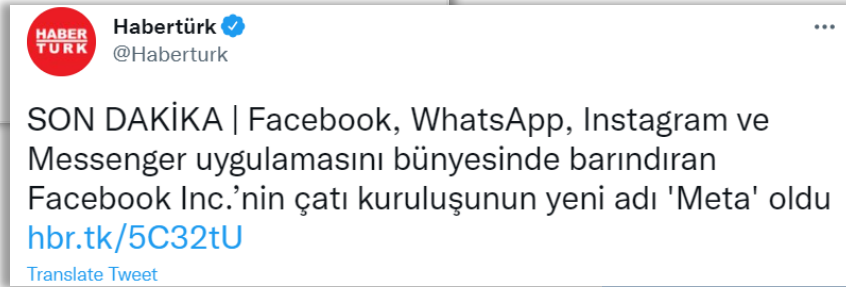 HABER
TURK
Habertürk
@Haberturk
SON DAKİKA | Facebook, WhatsApp, Instagram ve
Messenger uygulamasını bünyesinde barındıran
Facebook Inc.’nin çatı kuruluşunun yeni adı 'Meta' oldu
hbr.tk/5C32tU
Translate Tweet